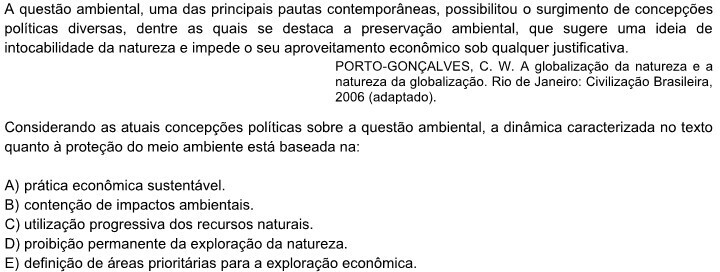 A questão ambiental, uma das principais pautas contemporâneas, possibilitou o surgimento de concepções
políticas diversas, dentre as quais se destaca a preservação ambiental, que sugere uma ideia de
intocabilidade da natureza e impede o seu aproveitamento econômico sob qualquer justificativa.
PORTO-GONÇALVES, C. W. A globalização da natureza e a
natureza da globalização. Rio de Janeiro: Civilização Brasileira,
2006 (adaptado).
Considerando as atuais concepções políticas sobre a questão ambiental, a dinâmica caracterizada no texto
quanto à proteção do meio ambiente está baseada na:
A) prática econômica sustentável.
B) contenção de impactos ambientais.
C) utilização progressiva dos recursos naturais.
D) proibição permanente da exploração da natureza.
E) definição de áreas prioritárias para a exploração econômica.